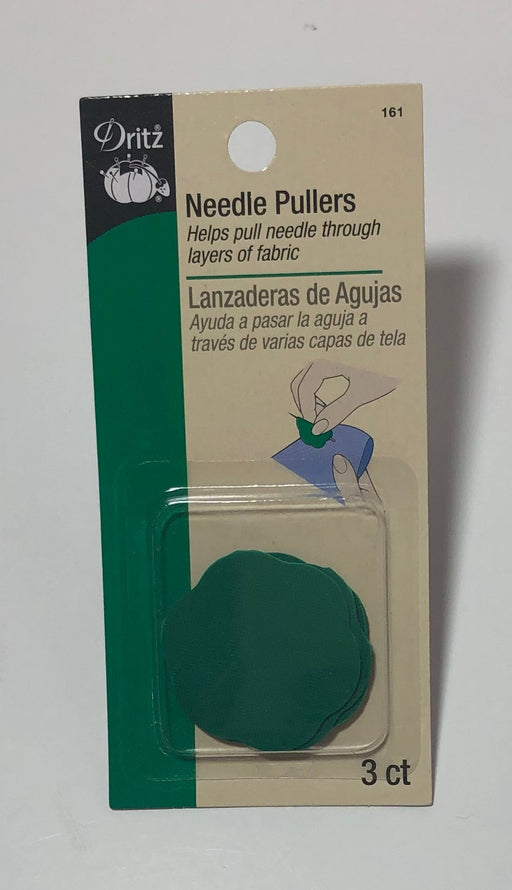 161
Dritz®
®
Needle Pullers
Helps pull needle through
layers of fabric
Lanzaderas de Agujas
Ayuda a pasar la aguja a
través de varias capas de tela
3 ct